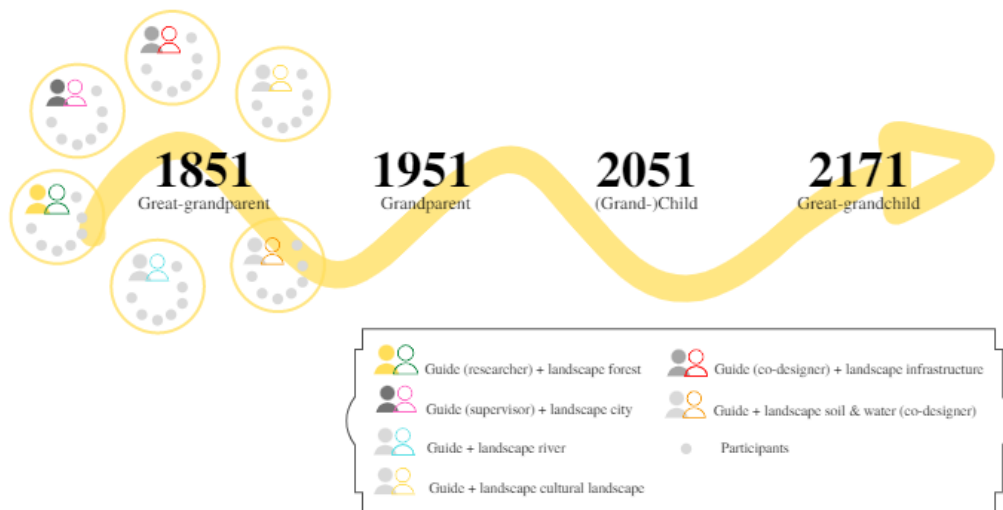 1851
Great-grandparent
1951
Grandparent
2051
(Grand-)Child
2171
Great-grandchild
Guide (researcher) + landscape forest
Guide (supervisor) + landscape city
Guide + landscape river
Guide + landscape cultural landscape
Guide (co-designer) + landscape infrastructure
Guide + landscape soil & water (co-designer)
Participants